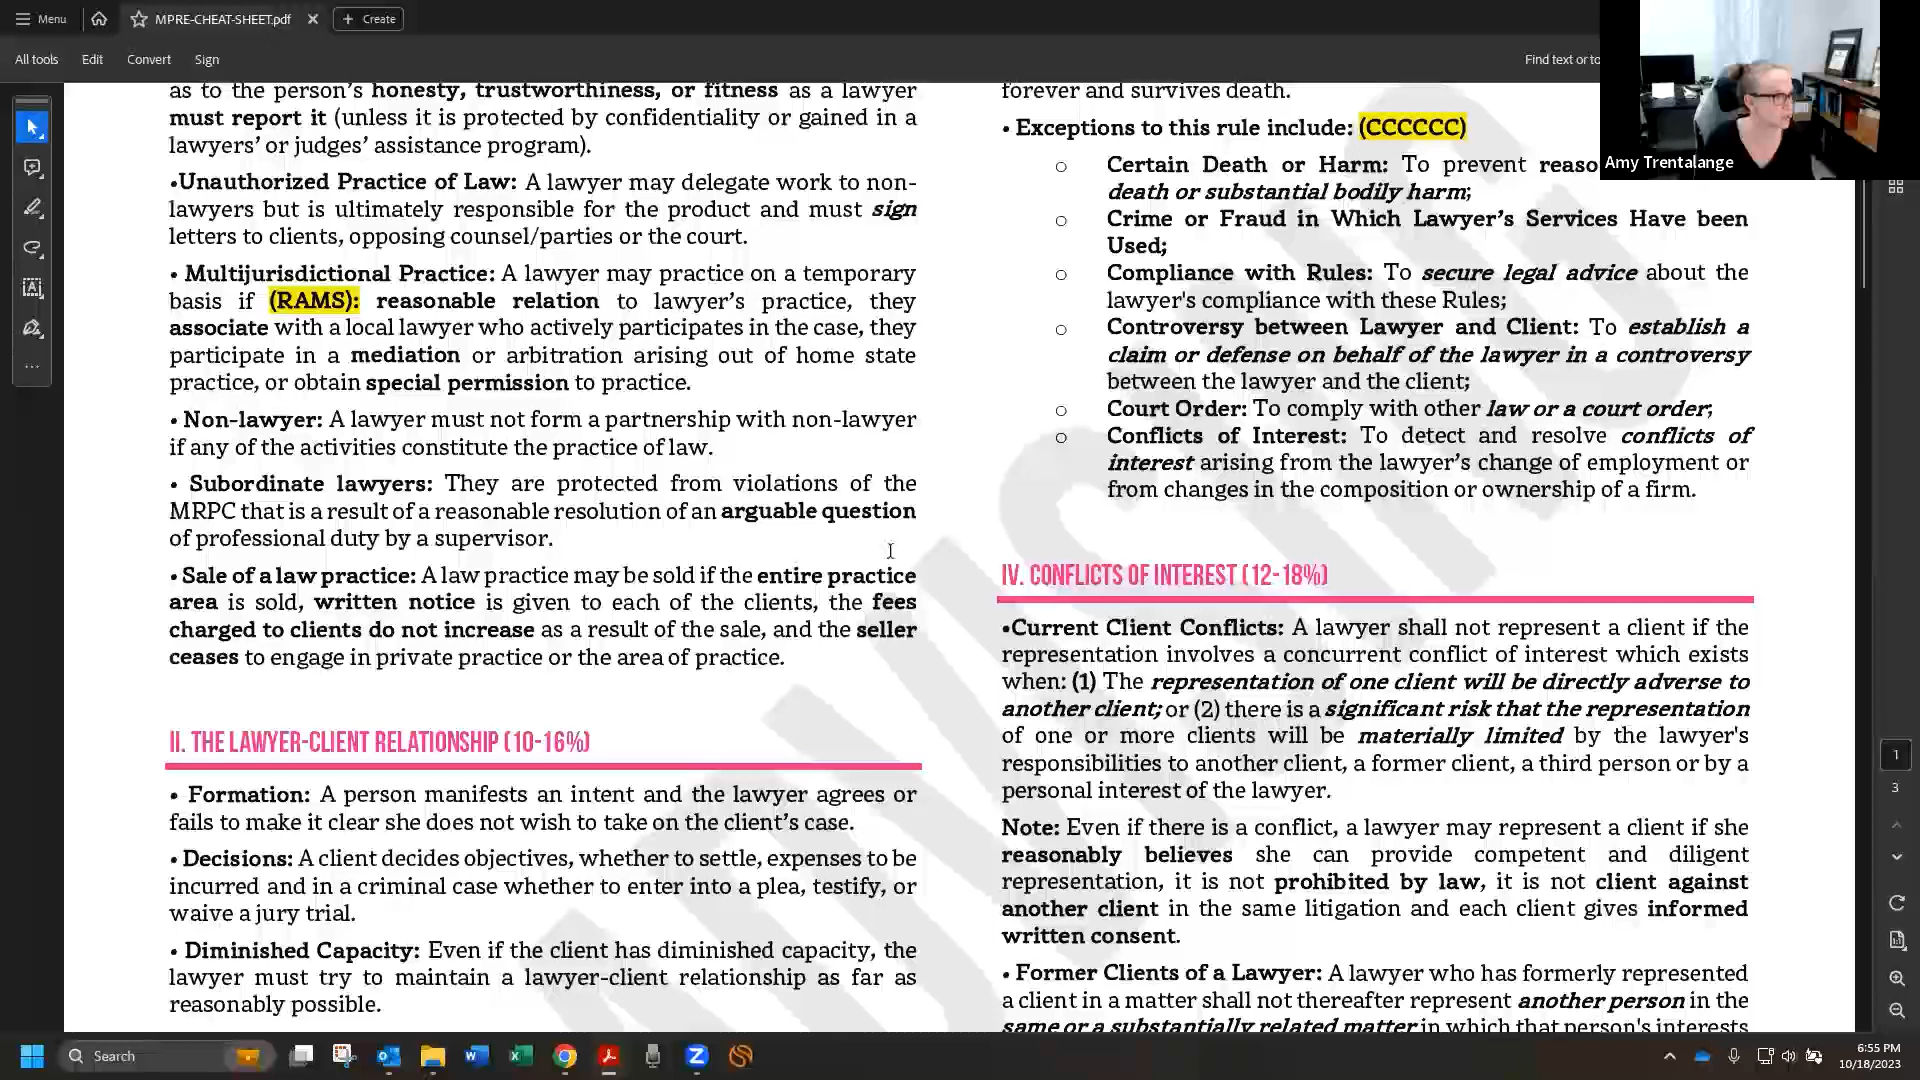 Menu
MPRE-CHEAT-SHEET.pdf
Create
All tools
Edit
Convert
Sign
Find text or to
Amy Trentalange
as to the person's honesty, trustworthiness, or fitness as a lawyer
must report it (unless it is protected by confidentiality or gained in a
lawyers' or judges' assistance program).
•Unauthorized Practice of Law: A lawyer may delegate work to non-
lawyers but is ultimately responsible for the product and must sign
letters to clients, opposing counsel/parties or the court.
• Multijurisdictional Practice: A lawyer may practice on a temporary
basis if (RAMS): reasonable relation to lawyer's practice, they
associate with a local lawyer who actively participates in the case, they
participate in a mediation or arbitration arising out of home state
practice, or obtain special permission to practice.
• Non-lawyer: A lawyer must not form a partnership with non-lawyer
if any of the activities constitute the practice of law.
• Subordinate lawyers: They are protected from violations of the
MRPC that is a result of a reasonable resolution of an arguable question
of professional duty by a supervisor.
• Sale of a law practice: A law practice may be sold if the entire practice
area is sold, written notice is given to each of the clients, the fees
charged to clients do not increase as a result of the sale, and the seller
ceases to engage in private practice or the area of practice.
II. THE LAWYER-CLIENT RELATIONSHIP (10-16%)
• Formation: A person manifests an intent and the lawyer agrees or
fails to make it clear she does not wish to take on the client's case.
• Decisions: A client decides objectives, whether to settle, expenses to be
incurred and in a criminal case whether to enter into a plea, testify, or
waive a jury trial.
• Diminished Capacity: Even if the client has diminished capacity, the
lawyer must try to maintain a lawyer-client relationship as far as
reasonably possible.
forever and survives death.
• Exceptions to this rule include: (CCCCCC)
o Certain Death or Harm: To prevent reaso
death or substantial bodily harm;
o Crime or Fraud in Which Lawyer's Services Have been
Used;
o Compliance with Rules: To secure legal advice about the
lawyer's compliance with these Rules;
o Controversy between Lawyer and Client: To establish a
claim or defense on behalf of the lawyer in a controversy
between the lawyer and the client;
o Court Order: To comply with other law or a court order;
o Conflicts of Interest: To detect and resolve conflicts of
interest arising from the lawyer's change of employment or
from changes in the composition or ownership of a firm.
IV. CONFLICTS OF INTEREST (12-18%)
•Current Client Conflicts: A lawyer shall not represent a client if the
representation involves a concurrent conflict of interest which exists
when: (1) The representation of one client will be directly adverse to
another client; or (2) there is a significant risk that the representation
of one or more clients will be materially limited by the lawyer's
responsibilities to another client, a former client, a third person or by a
personal interest of the lawyer.
Note: Even if there is a conflict, a lawyer may represent a client if she
reasonably believes she can provide competent and diligent
representation, it is not prohibited by law, it is not client against
another client in the same litigation and each client gives informed
written consent.
• Former Clients of a Lawyer: A lawyer who has formerly represented
a client in a matter shall not thereafter represent another person in the
same or a substantially related matter in which that person's interests
1
3
Search
6:55 PM
10/18/2023